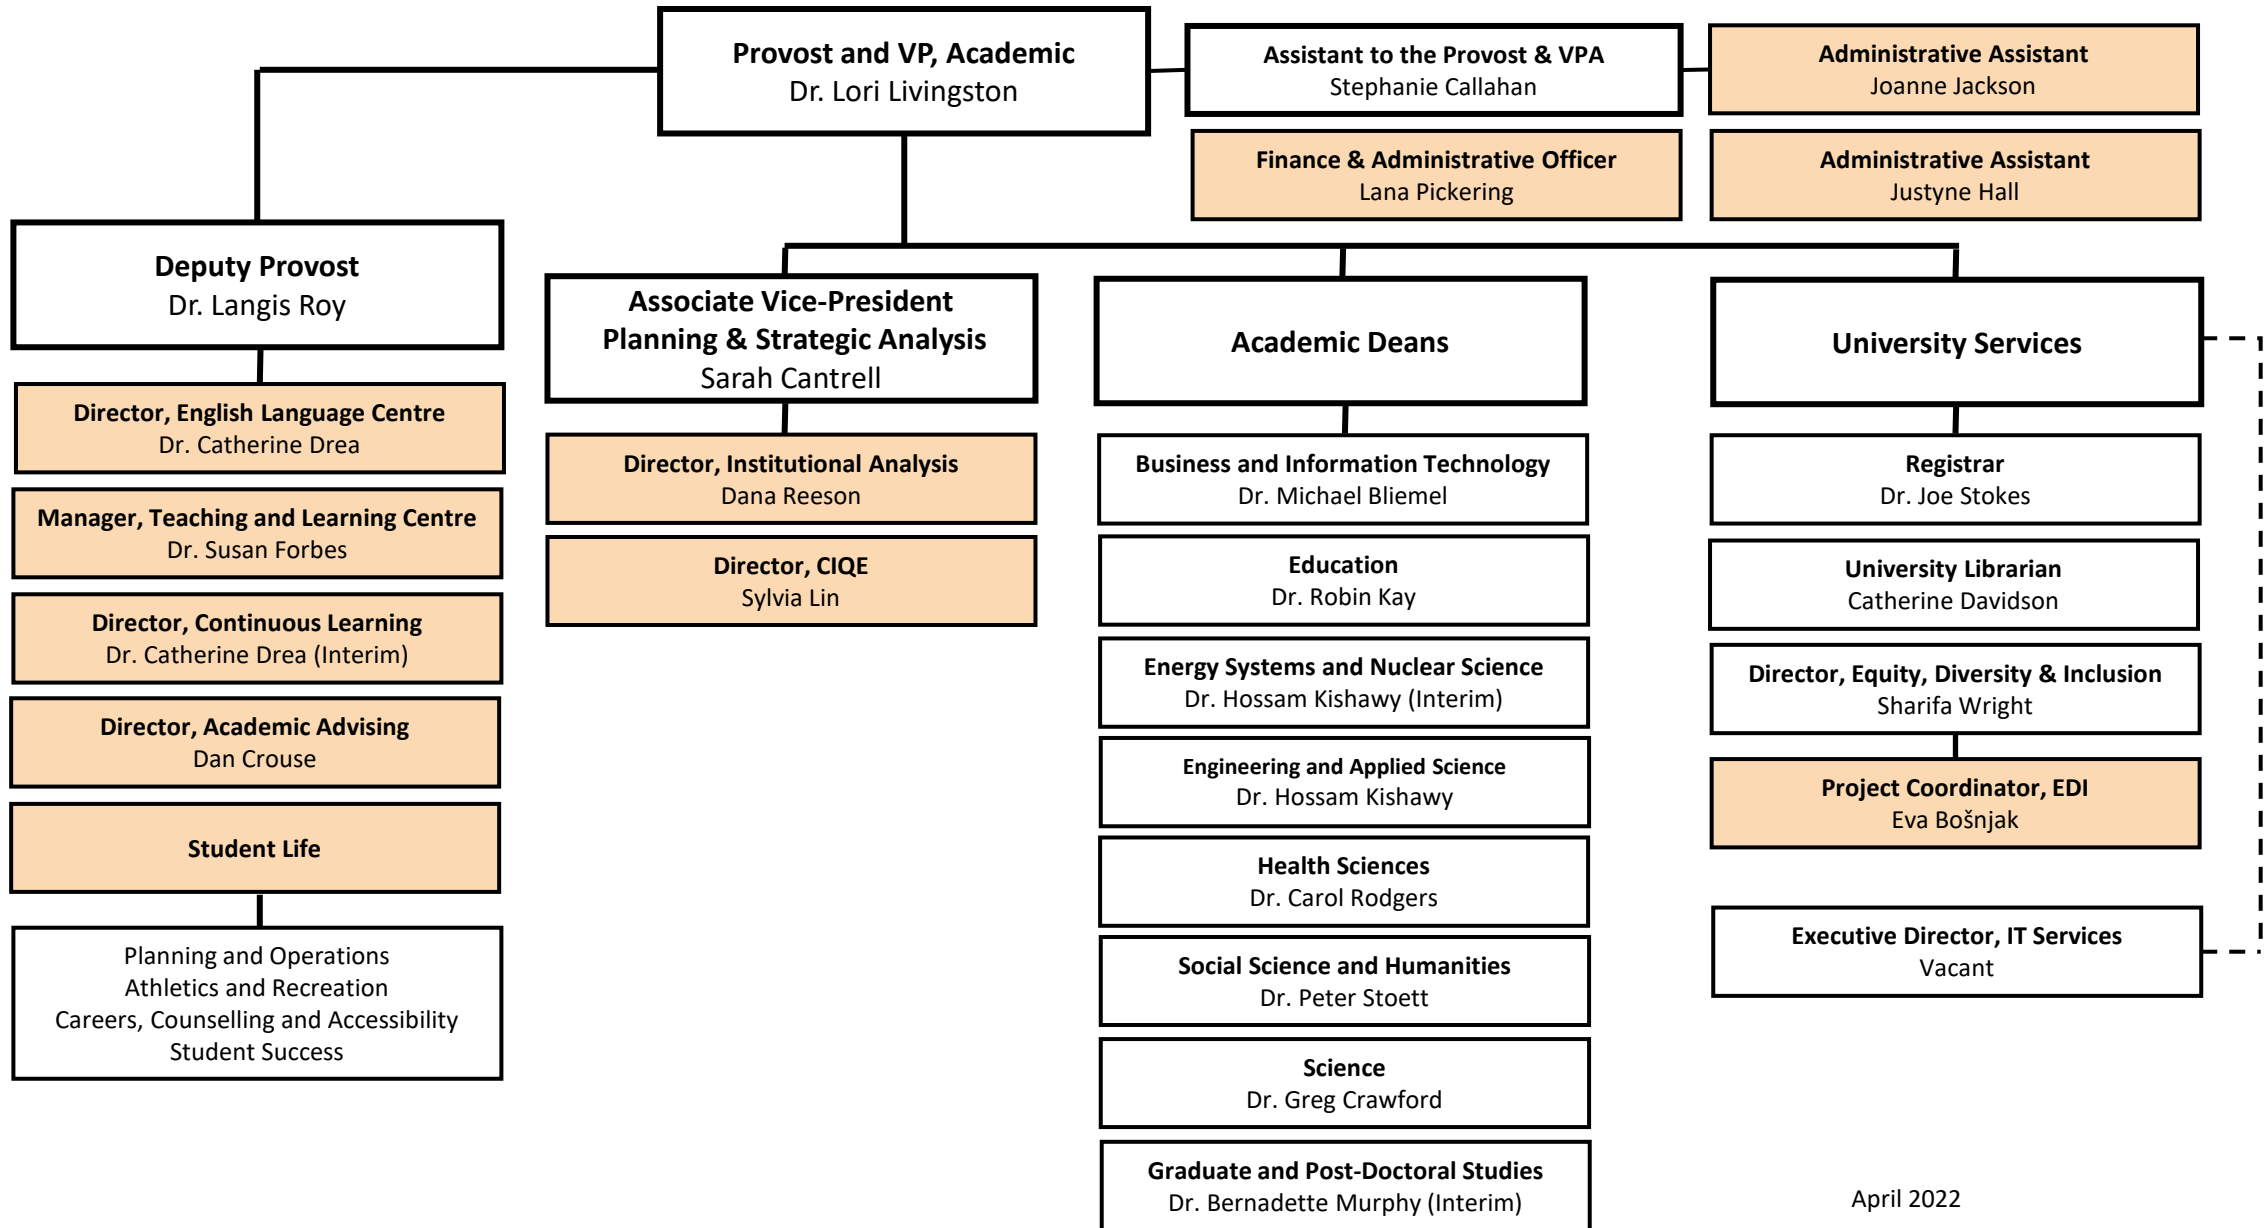 Provost and VP, Academic
Dr. Lori Livingston
Assistant to the Provost & VPA
Stephanie Callahan
Administrative Assistant
Joanne Jackson
Finance & Administrative Officer
Lana Pickering
Administrative Assistant
Justyne Hall
Deputy Provost
Dr. Langis Roy
Director, English Language Centre
Dr. Catherine Drea
Manager, Teaching and Learning Centre
Dr. Susan Forbes
Director, Continuous Learning
Dr. Catherine Drea (Interim)
Director, Academic Advising
Dan Crouse
Student Life
Planning and Operations
Athletics and Recreation
Careers, Counselling and Accessibility
Student Success
Associate Vice-President
Planning & Strategic Analysis
Sarah Cantrell
Director, Institutional Analysis
Dana Reeson
Director, CIQE
Sylvia Lin
Academic Deans
Business and Information Technology
Dr. Michael Bliemel
Education
Dr. Robin Kay
Energy Systems and Nuclear Science
Dr. Hossam Kishawy (Interim)
Engineering and Applied Science
Dr. Hossam Kishawy
Health Sciences
Dr. Carol Rodgers
Social Science and Humanities
Dr. Peter Stoett
Science
Dr. Greg Crawford
Graduate and Post-Doctoral Studies
Dr. Bernadette Murphy (Interim)
University Services
Registrar
Dr. Joe Stokes
University Librarian
Catherine Davidson
Director, Equity, Diversity & Inclusion
Sharifa Wright
Project Coordinator, EDI
Eva Bošnjak
Executive Director, IT Services
Vacant
April 2022